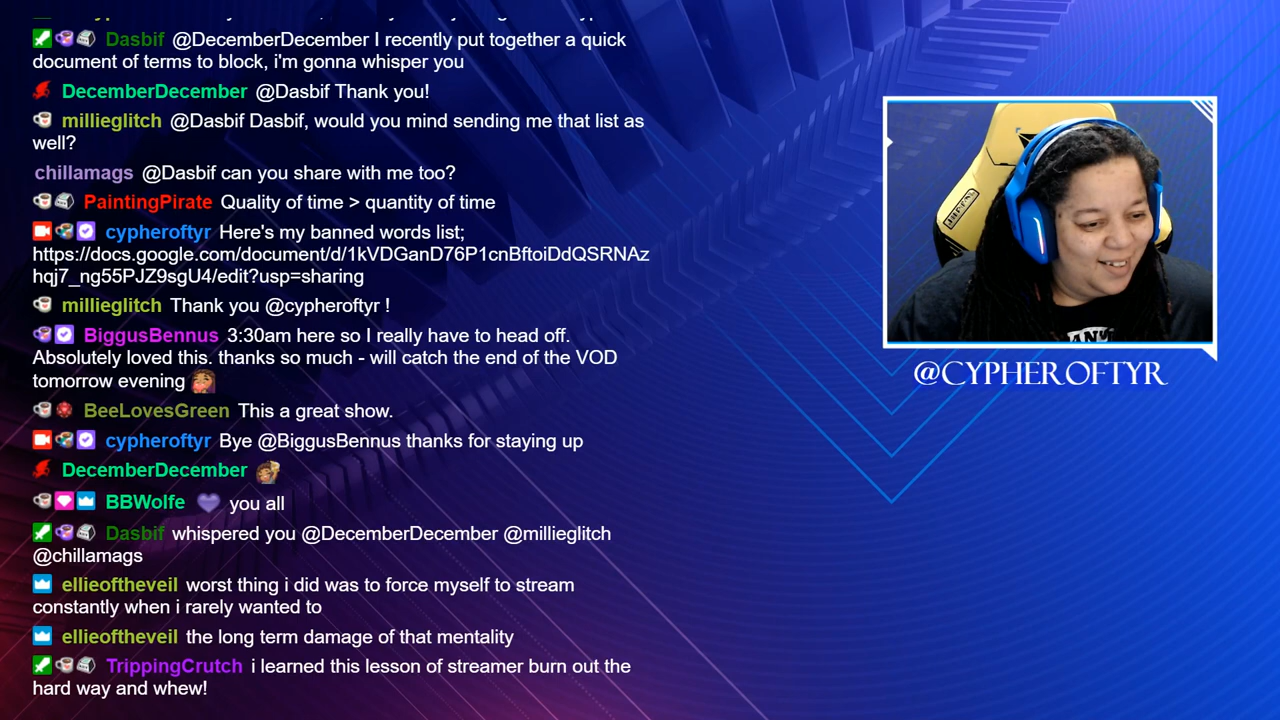 Dasbif @DecemberDecember I recently put together a quick
document of terms to block, i'm gonna whisper you
DecemberDecember @Dasbif Thank you!
millieglitch @Dasbif Dasbif, would you mind sending me that list as
well?
chillamags @Dasbif can you share with me too?
PaintingPirate Quality of time > quantity of time
cypheroftyr Here's my banned words list;
https://docs.google.com/document/d/1kVDGanD76P1cnBftoiDdQSRNAz
hqj7_ng55PJZ9sgU4/edit?usp=sharing
millieglitch Thank you @cypheroftyr !
BiggusBennus 3:30am here so I really have to head off.
Absolutely loved this. thanks so much - will catch the end of the VOD
tomorrow evening
BeeLovesGreen This a great show.
cypheroftyr Bye @BiggusBennus thanks for staying up
DecemberDecember
BBWolfe you all
Dasbif whispered you @DecemberDecember @millieglitch
@chillamags
ellieoftheveil worst thing i did was to force myself to stream
constantly when i rarely wanted to
ellieoftheveil the long term damage of that mentality
TrippingCrutch i learned this lesson of streamer burn out the
hard way and whew!
@CYPHEROFTYR